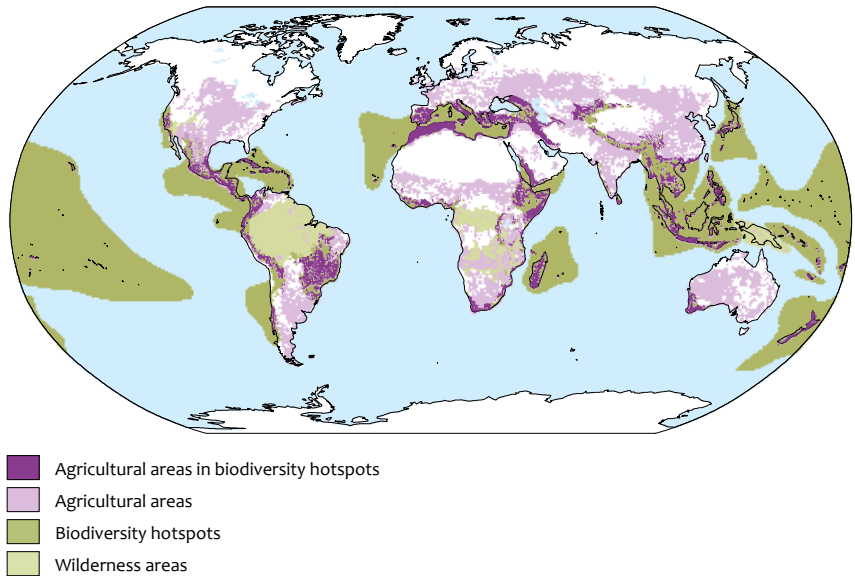 Agricultural areas in biodiversity hotspots
Agricultural areas
Biodiversity hotspots
Wilderness areas